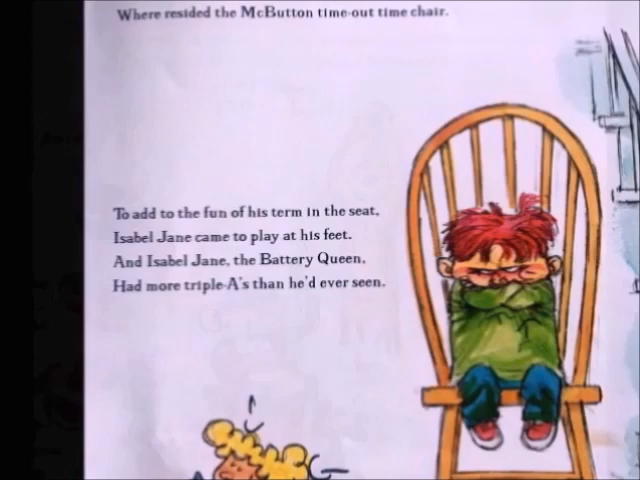 Where resided the McButton time-out time chair.
To add to the fun of his term in the seat,
Isabel Jane came to play at his feet.
And Isabel Jane, the Battery Queen,
Had more triple-A's than he'd ever seen.